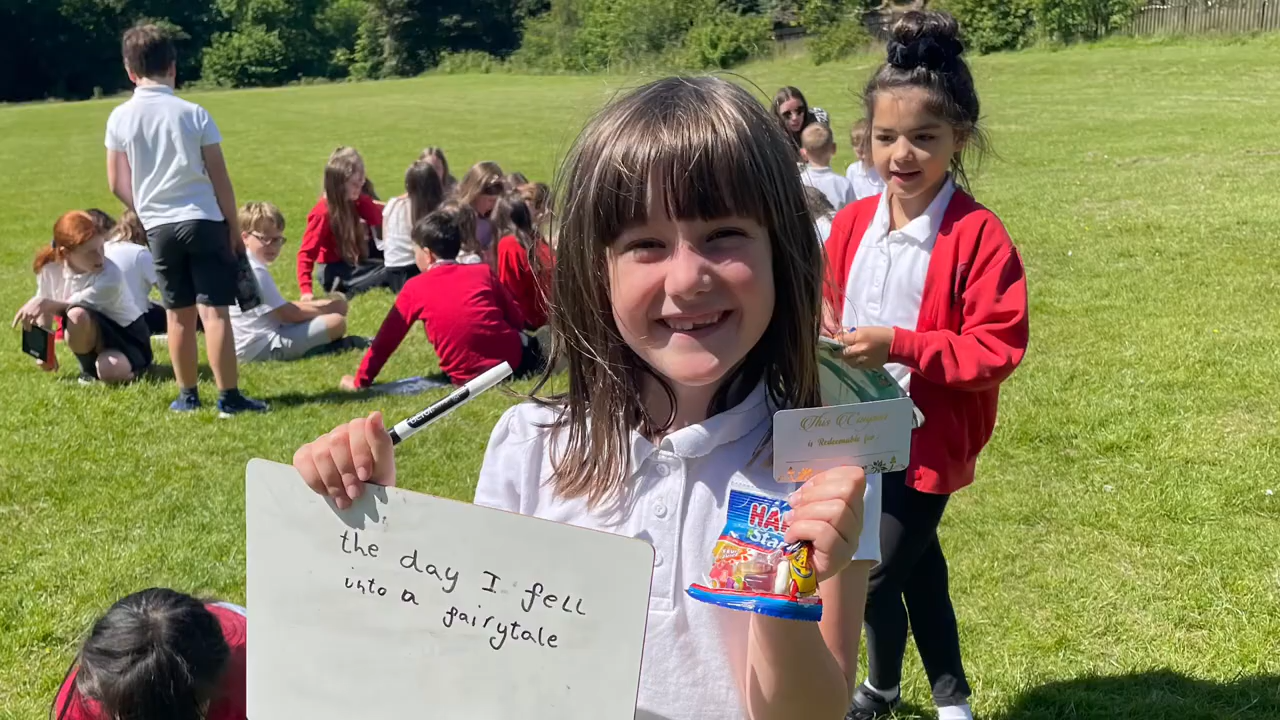 the day I fell
into a fairytale
This Coupon
is Redeemable for